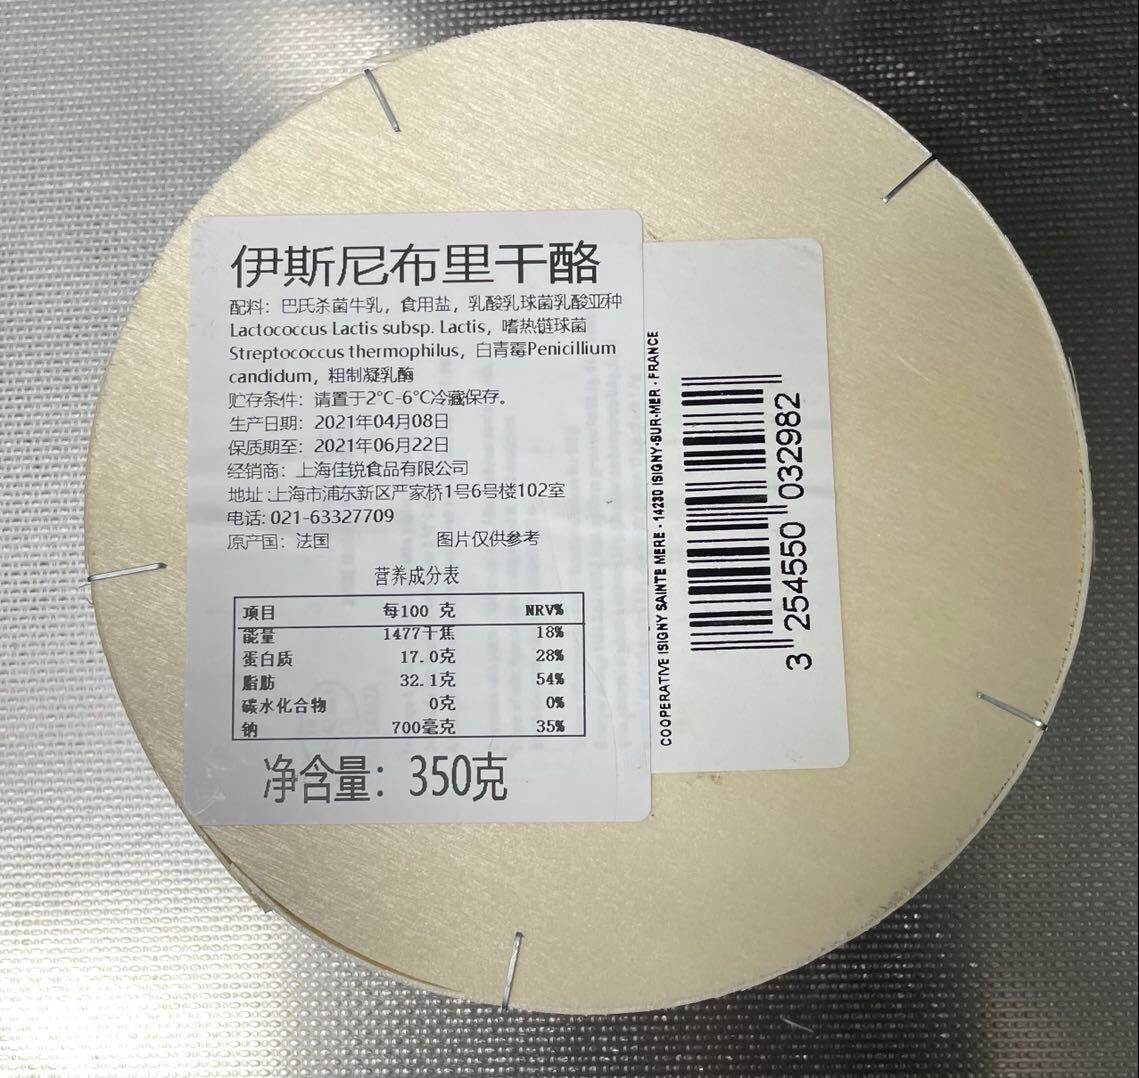 伊斯尼布里干酪
配料：巴氏杀菌牛乳，食用盐，乳酸乳球菌乳酸亚种
Lactococcus Lactis subsp. Lactis，嗜热链球菌
Streptococcus thermophilus，白青霉Penicillium
candidum，粗制凝乳酶
贮存条件：请置于2°C-6°C冷藏保存。
生产日期：2021年04月08日
保质期至：2021年06月22日
经销商：上海佳锐食品有限公司
地址:上海市浦东新区严家桥1号6号楼102室
电话: 021-63327709
原产国：法国 图片仅供参考
营养成分表
项目 每100 克 NRV%
能量 1477千焦 18%
蛋白质 17.0克 28%
脂肪 32.1克 54%
碳水化合物 0克 0%
钠 700毫克 35%
净含量：350克
COOPERATIVE ISIGNY SAINTE MERE - 14230 ISIGNY-SUR-MER - FRANCE
3 254550 032982